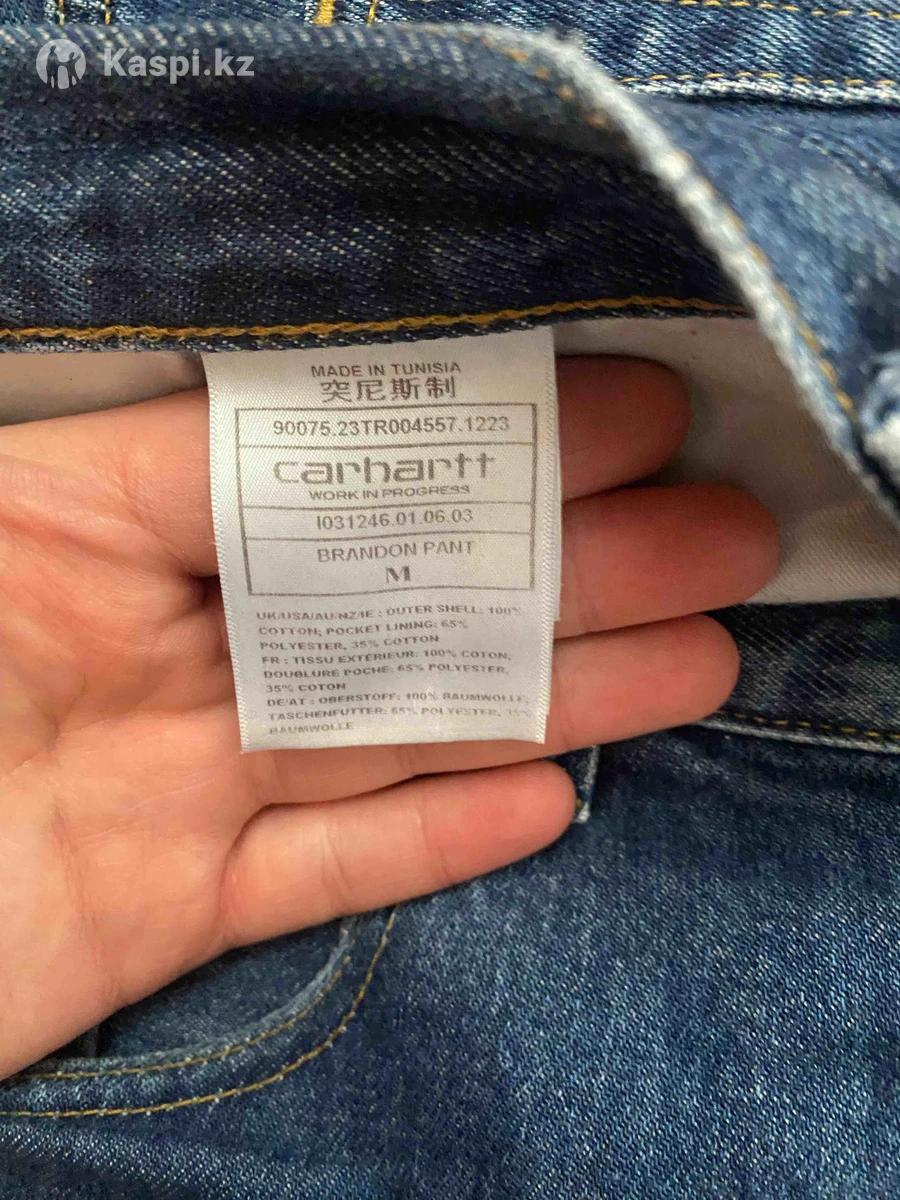 Kaspi.kz
MADE IN TUNISIA
突尼斯制
90075.23TR004557.1223
carhartt
WORK IN PROGRESS
I031246.01.06.03
BRANDON PANT
M
UK/USA/AU/NZ/IE : OUTER SHELL: 100%
COTTON; POCKET LINING: 65%
POLYESTER, 35% COTTON
FR : TISSU EXTÉRIEUR: 100% COTON,
DOUBLURE POCHE: 65% POLYESTER,
35% COTON
DE/AT : OBERSTOFF: 100% BAUMWOLLE,
TASCHENFUTTER: 65% POLYESTER, 35%
BAUMWOLLE